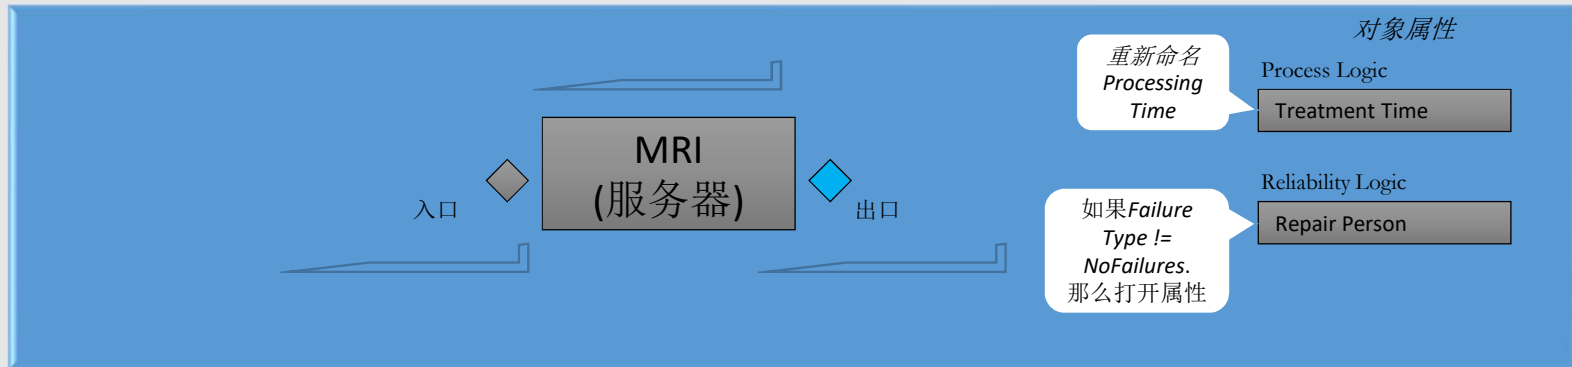 对象属性
重新命名
Processing
Time
Process Logic
Treatment Time
MRI
(服务器)
入口
出口
如果Failure
Type !=
NoFailures.
那么打开属性
Reliability Logic
Repair Person